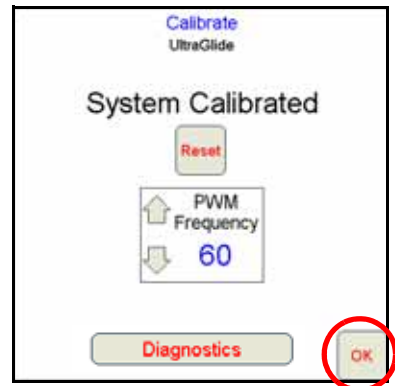 Calibrate
UltraGlide
System Calibrated
Reset
PWM
Frequency
60
Diagnostics
OK